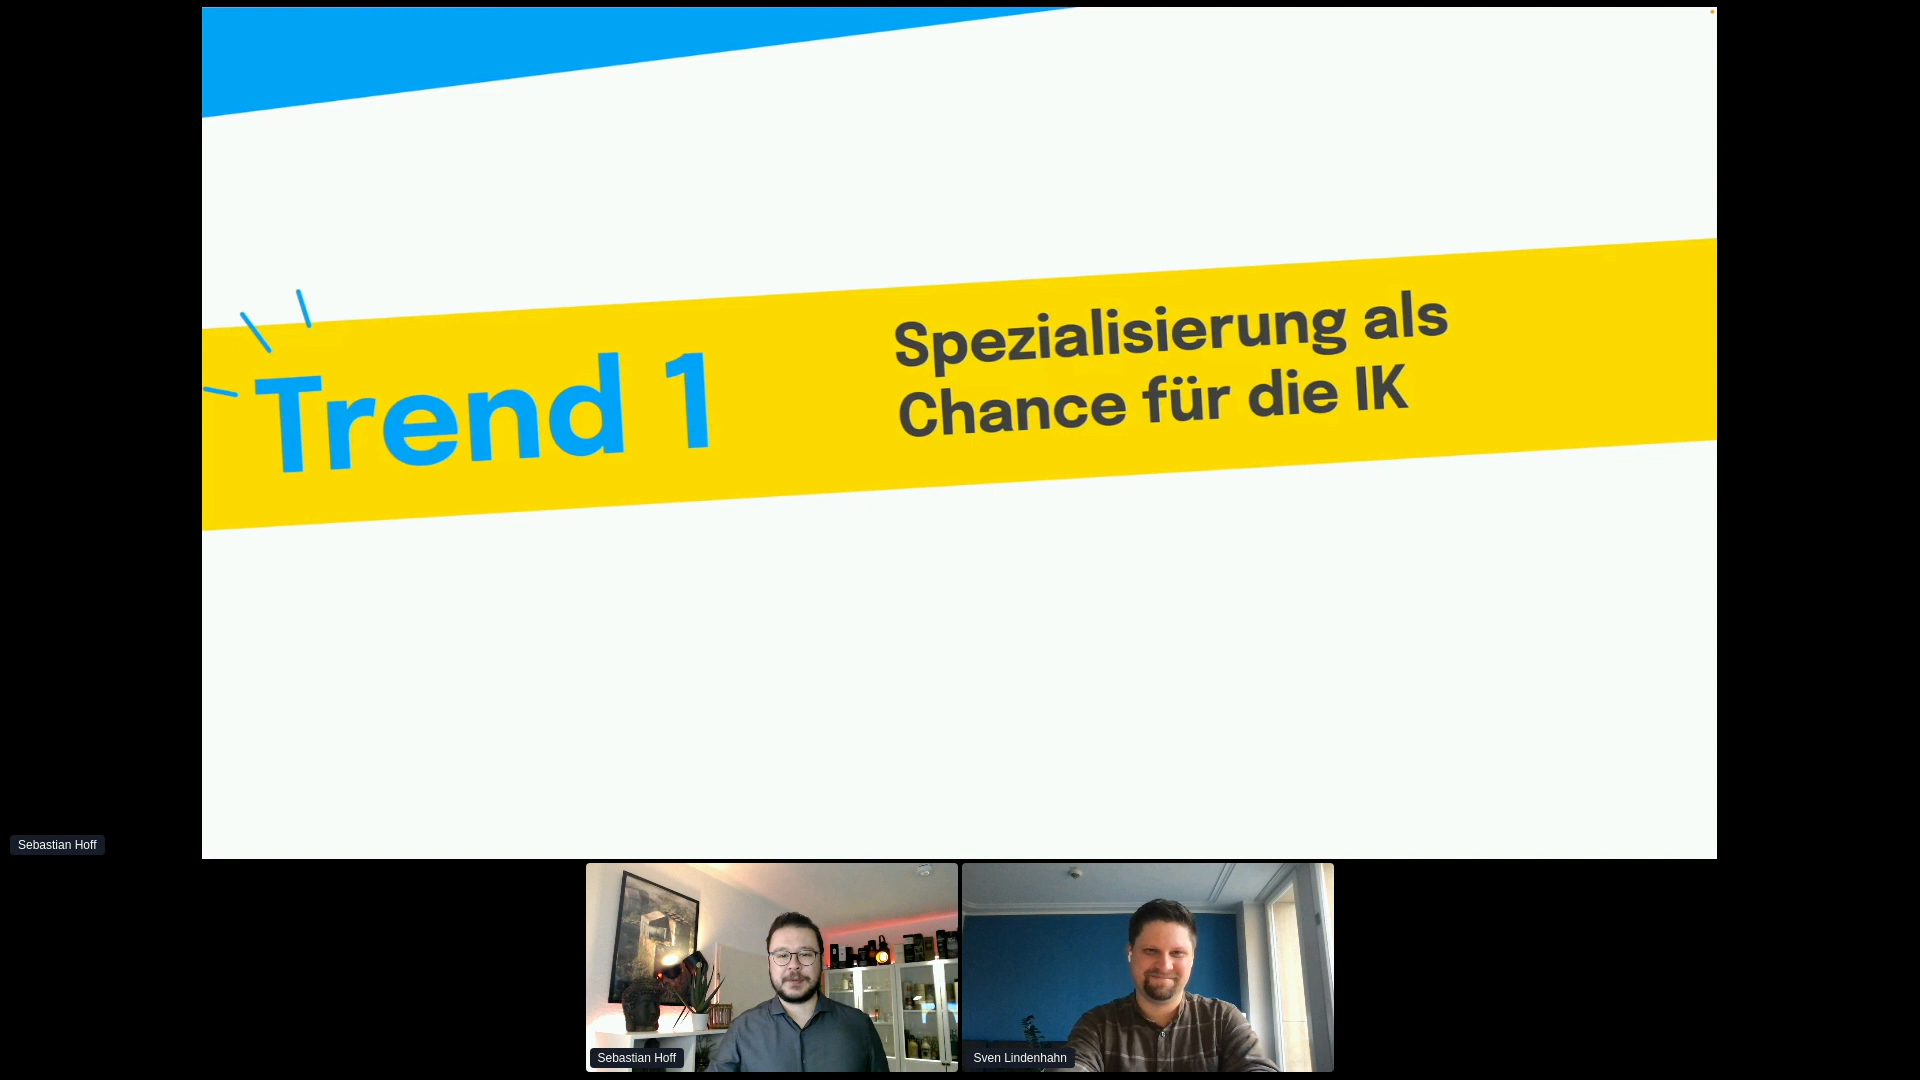 Trend 1
Spezialisierung als
Chance für die IK
Sebastian Hoff
Sebastian Hoff
Sven Lindenhahn